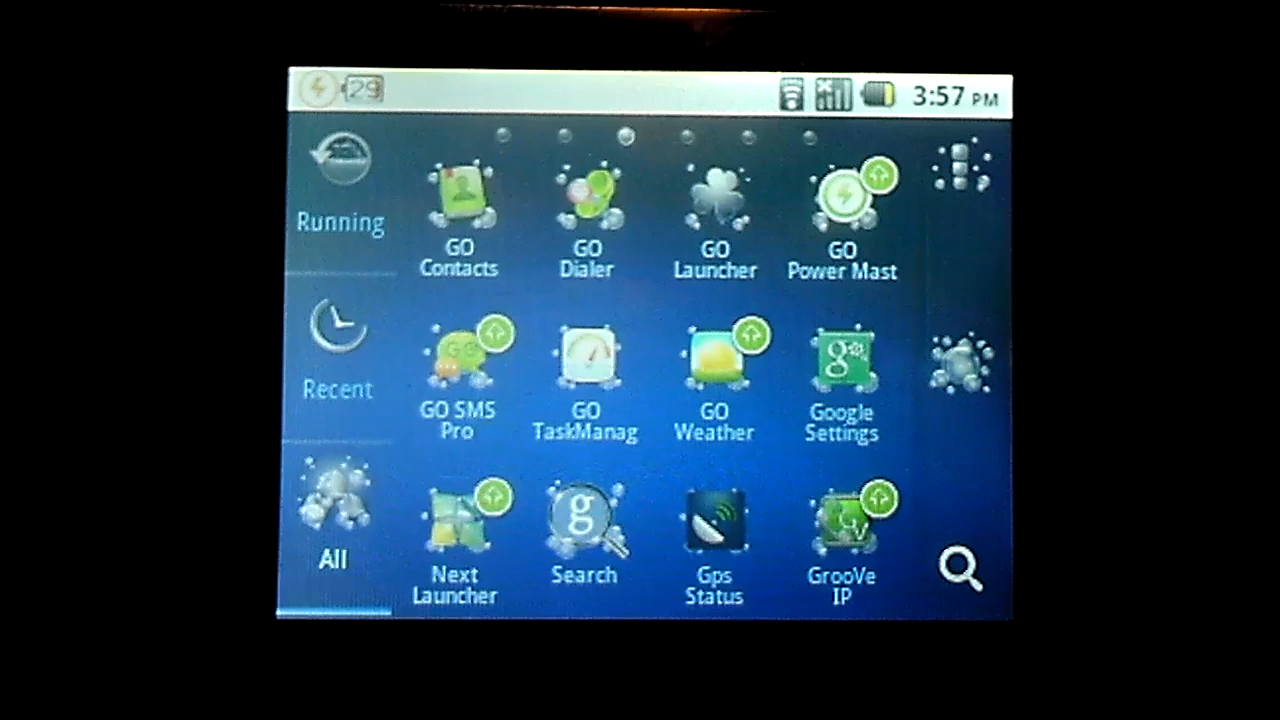 29
3:57 PM
Running
GO
Contacts
GO
Dialer
GO
Launcher
GO
Power Mast
Recent
GO SMS
Pro
GO
TaskManag
GO
Weather
g
Google
Settings
All
Next
Launcher
g
Search
Gps
Status
GV
GrooVe
IP